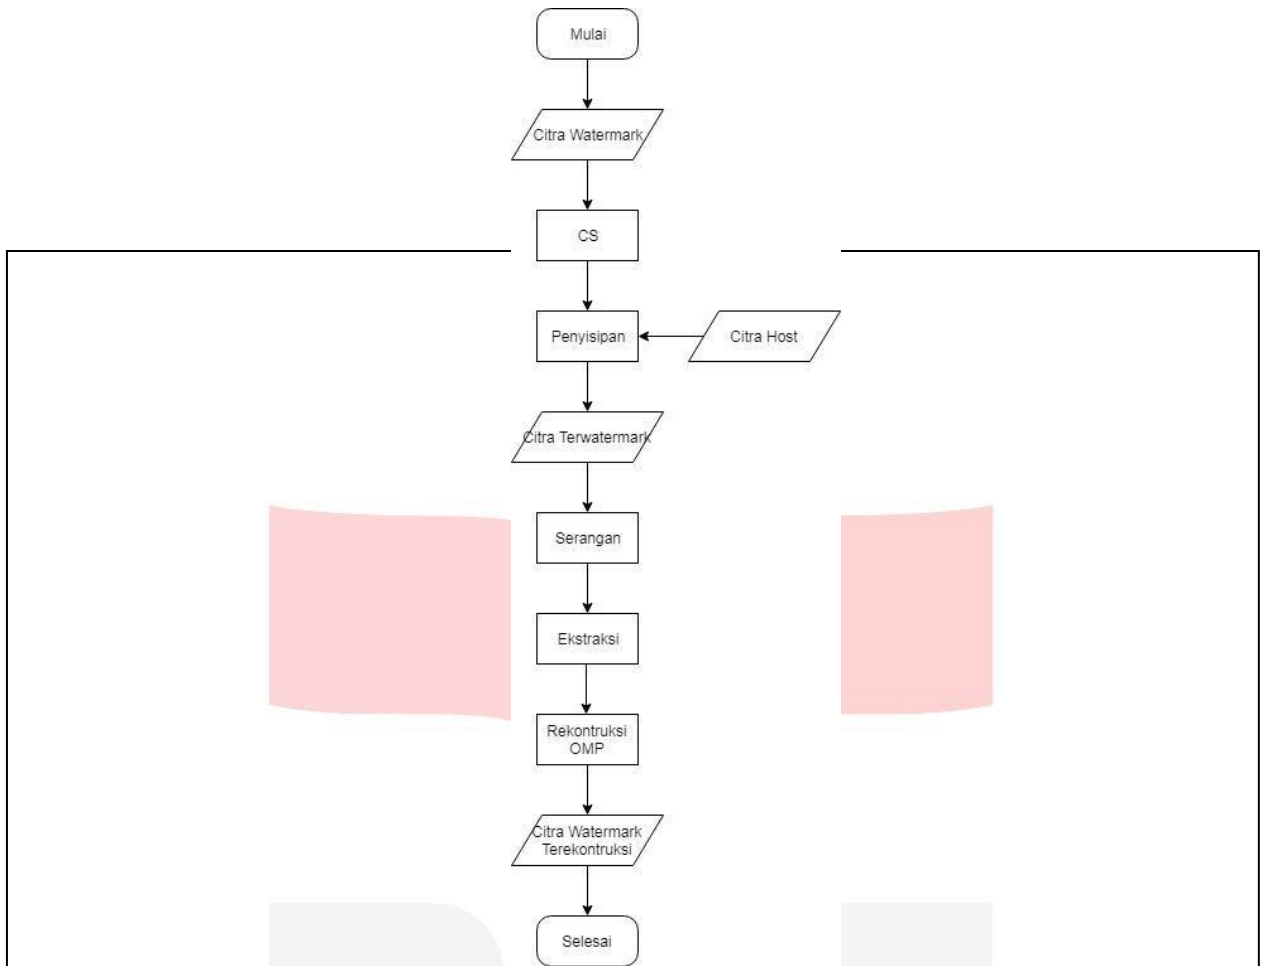 Mulai
Citra Watermark
CS
Penyisipan
Citra Host
Citra Terwatermark
Serangan
Ekstraksi
Rekontruksi
OMP
Citra Watermark
Terekontruksi
Selesai